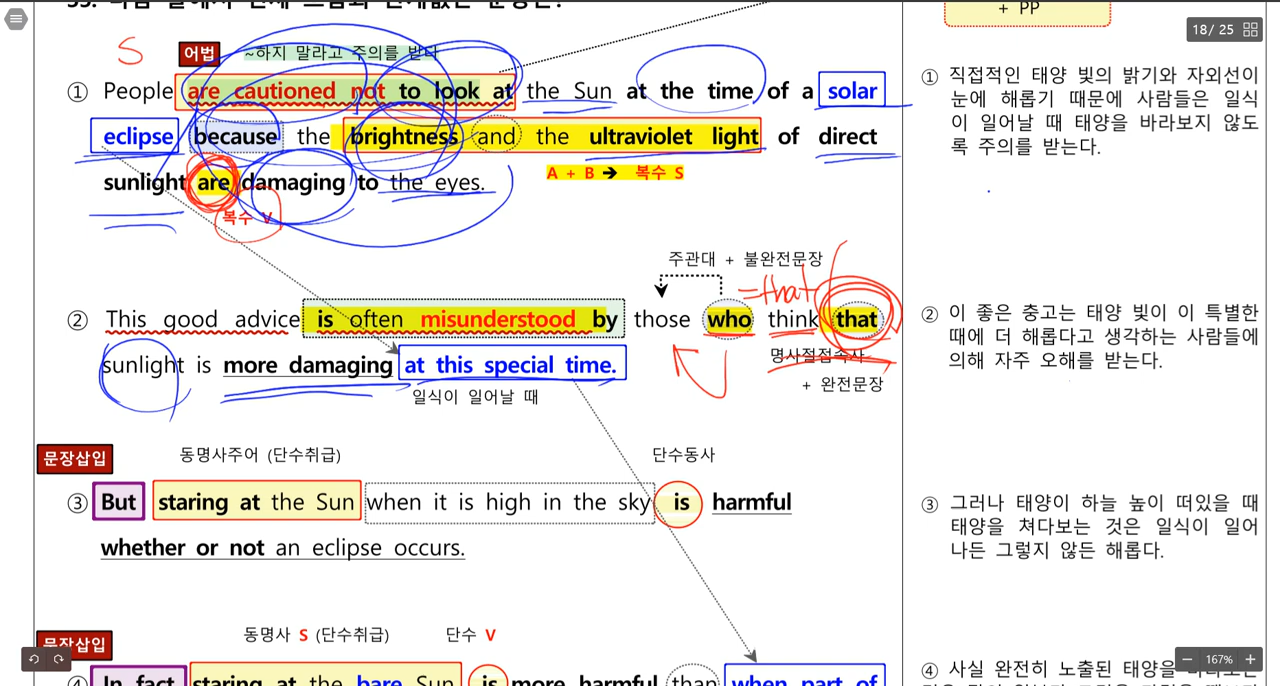 + PP
18 / 25
S
어법 ~하지 말라고 주의를 받다
① People are cautioned not to look at the Sun at the time of a solar
eclipse because the brightness and the ultraviolet light of direct
sunlight are damaging to the eyes.
A + B ➔ 복수 S
복수 V
① 직접적인 태양 빛의 밝기와 자외선이
눈에 해롭기 때문에 사람들은 일식
이 일어날 때 태양을 바라보지 않도
록 주의를 받는다.
주관대 + 불완전문장
=that
② This good advice is often misunderstood by those who think that
명사절접속사
sunlight is more damaging at this special time.
+ 완전문장
일식이 일어날 때
② 이 좋은 충고는 태양 빛이 이 특별한
때에 더 해롭다고 생각하는 사람들에
의해 자주 오해를 받는다.
문장삽입 동명사주어 (단수취급) 단수동사
③ But staring at the Sun when it is high in the sky is harmful
whether or not an eclipse occurs.
③ 그러나 태양이 하늘 높이 떠있을 때
태양을 쳐다보는 것은 일식이 일어
나든 그렇지 않든 해롭다.
문장삽입 동명사 S (단수취급) 단수 V
④ In fact staring at the bare Sun is more harmful than when part of
④ 사실 완전히 노출된 태양을
167%